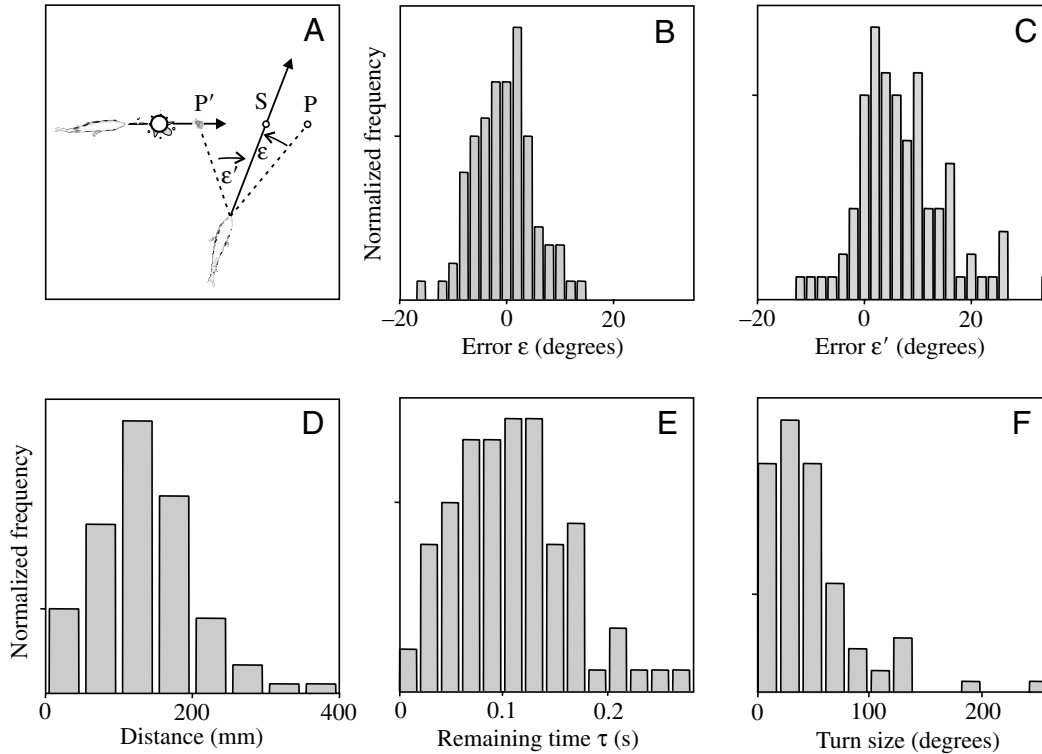 A
P′
S
P
ε′
ε
B
Normalized frequency
–20
0
20
Error ε (degrees)
C
–20
0
20
Error ε′ (degrees)
D
Normalized frequency
0
200
400
Distance (mm)
E
0
0.1
0.2
Remaining time τ (s)
F
0
100
200
Turn size (degrees)